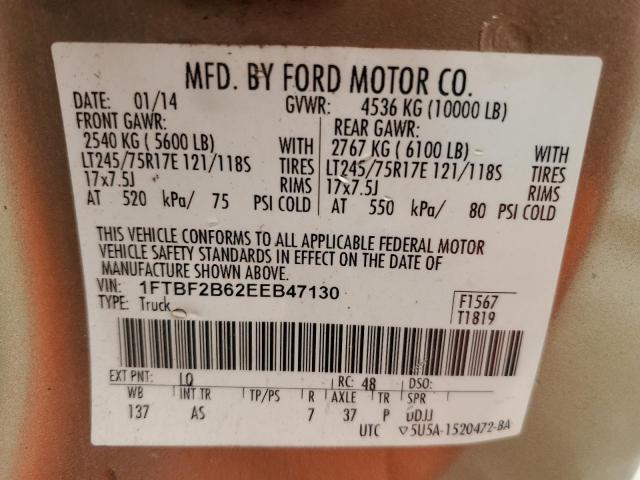 MFD. BY FORD MOTOR CO.
DATE: 01/14 GVWR: 4536 KG (10000 LB)
FRONT GAWR: REAR GAWR:
2540 KG ( 5600 LB) WITH 2767 KG ( 6100 LB) WITH
LT245/75R17E 121/118S TIRES LT245/75R17E 121/118S TIRES
17x7.5J RIMS 17x7.5J RIMS
AT 520 kPa/ 75 PSI COLD AT 550 kPa/ 80 PSI COLD
THIS VEHICLE CONFORMS TO ALL APPLICABLE FEDERAL MOTOR
VEHICLE SAFETY STANDARDS IN EFFECT ON THE DATE OF
MANUFACTURE SHOWN ABOVE.
VIN: 1FTBF2B62EEB47130 F1567
TYPE: Truck T1819
EXT PNT: LQ RC: 48 DSO:
WB INT TR TP/PS R AXLE TR SPR
137 AS 7 37 P DDJJ
UTC ▽5U5A-1520472-BA